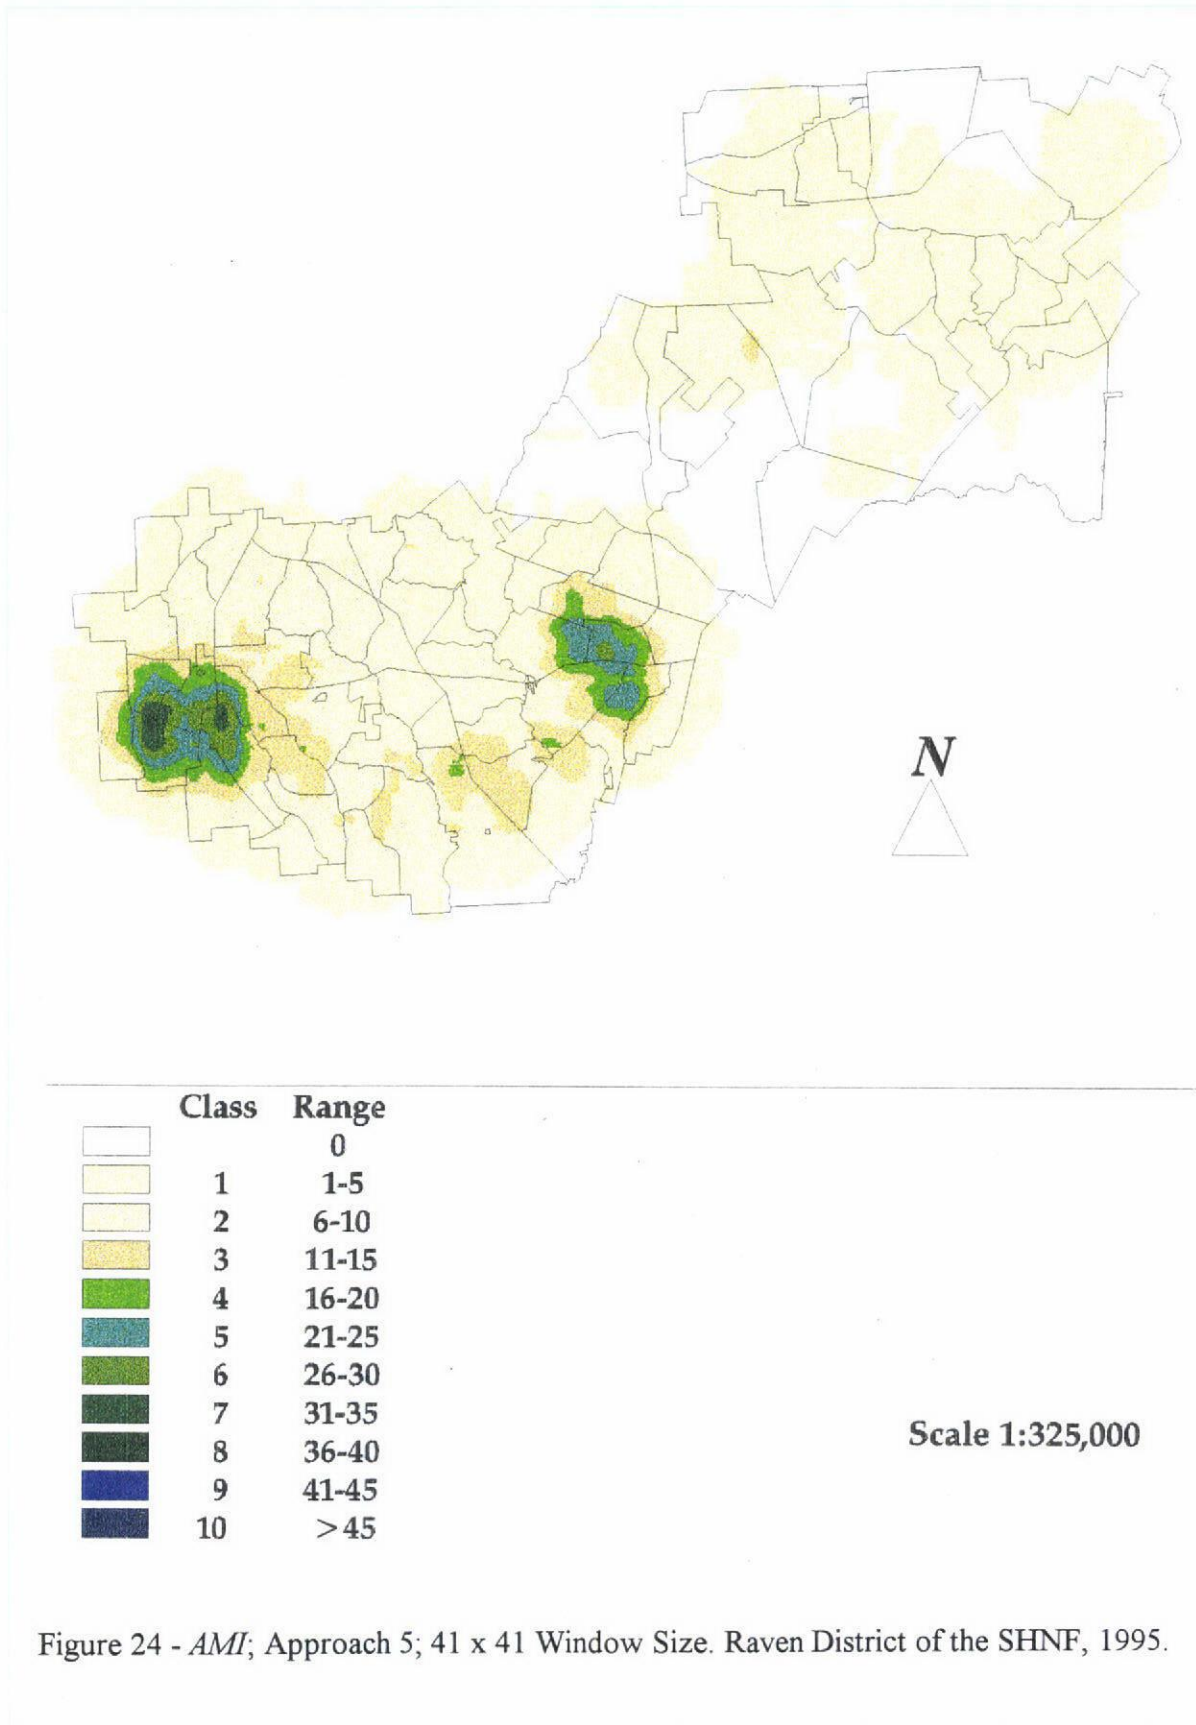 N
Class Range
0
1 1-5
2 6-10
3 11-15
4 16-20
5 21-25
6 26-30
7 31-35
8 36-40
9 41-45
10 >45
Scale 1:325,000
Figure 24 - AMI; Approach 5; 41 x 41 Window Size. Raven District of the SHNF, 1995.